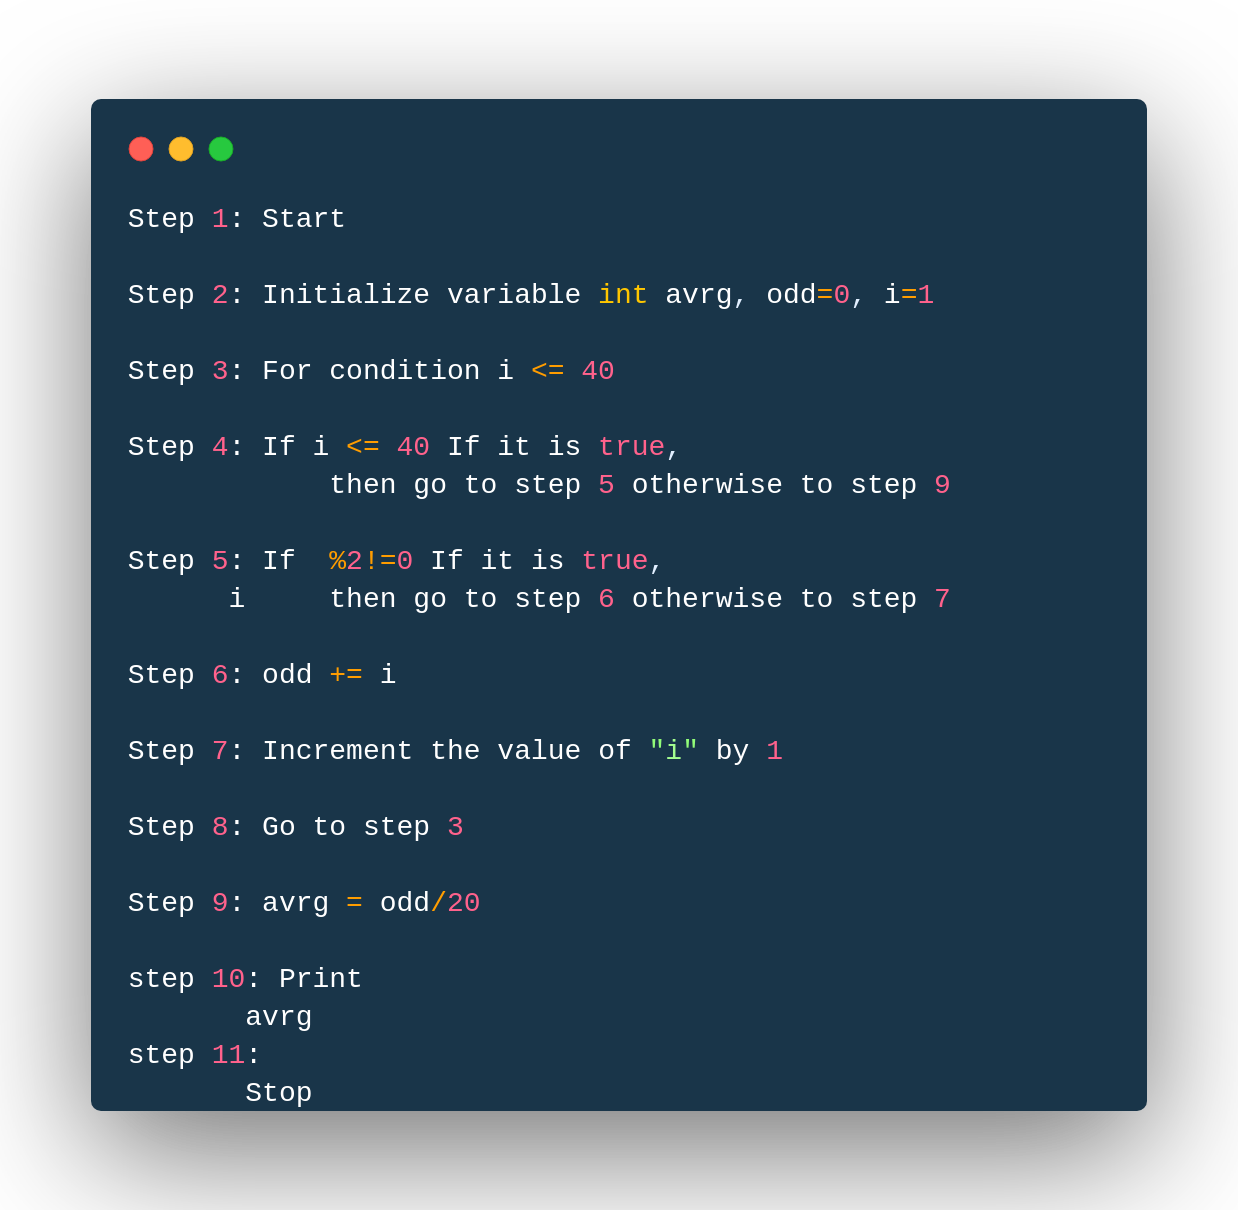 Step 1: Start
Step 2: Initialize variable int avrg, odd=0, i=1
Step 3: For condition i <= 40
Step 4: If i <= 40 If it is true,
then go to step 5 otherwise to step 9
Step 5: If  %2!=0 If it is true,
i     then go to step 6 otherwise to step 7
Step 6: odd += i
Step 7: Increment the value of "i" by 1
Step 8: Go to step 3
Step 9: avrg = odd/20
step 10: Print
avrg
step 11:
Stop